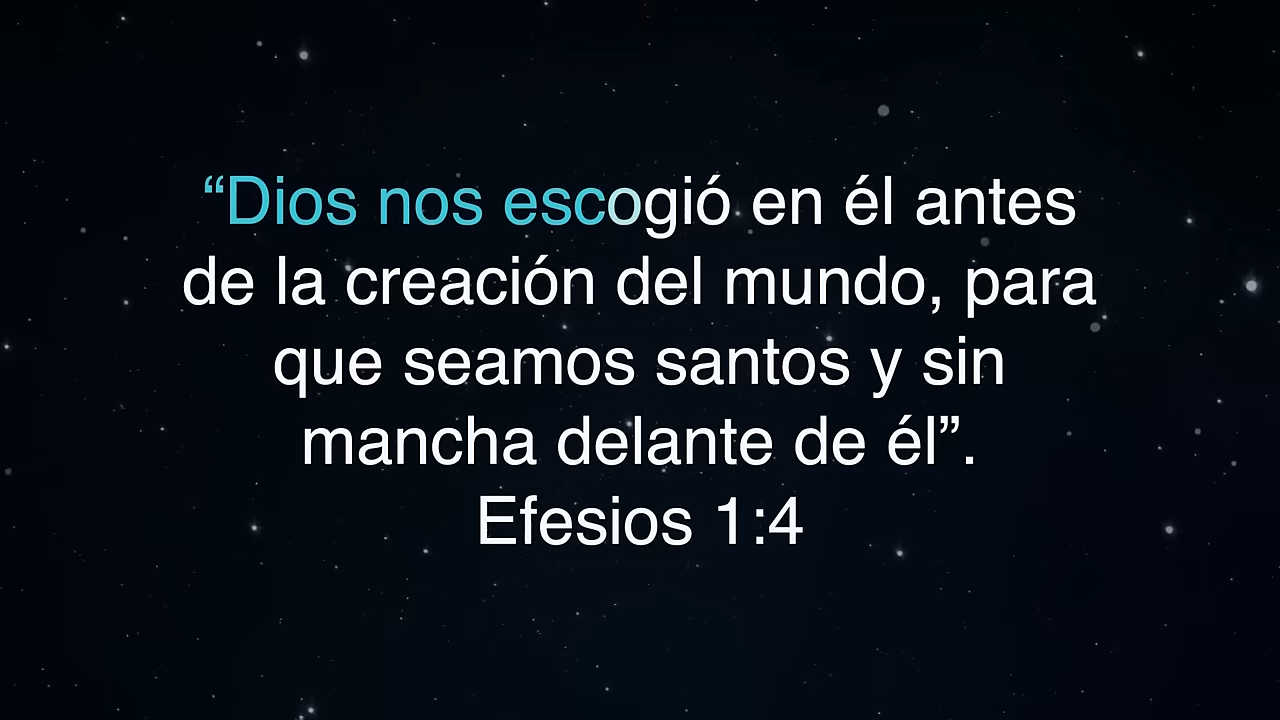 “Dios nos escogió en él antes
de la creación del mundo, para
que seamos santos y sin
mancha delante de él”.
Efesios 1:4